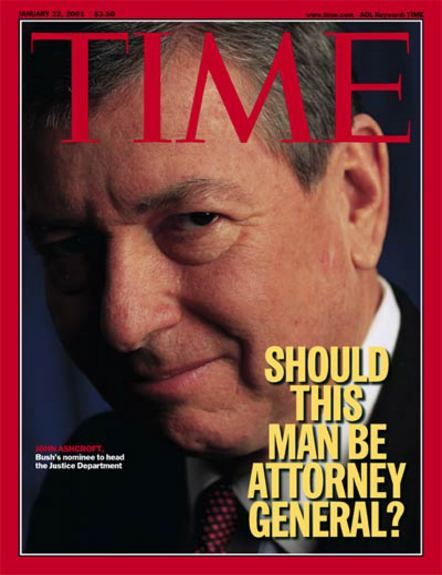 JANUARY 22, 2001 $3.50 www.time.com AOL Keyword: TIME
TIME
SHOULD
THIS
MAN BE
ATTORNEY
GENERAL?
JOHN ASHCROFT,
Bush's nominee to head
the Justice Department